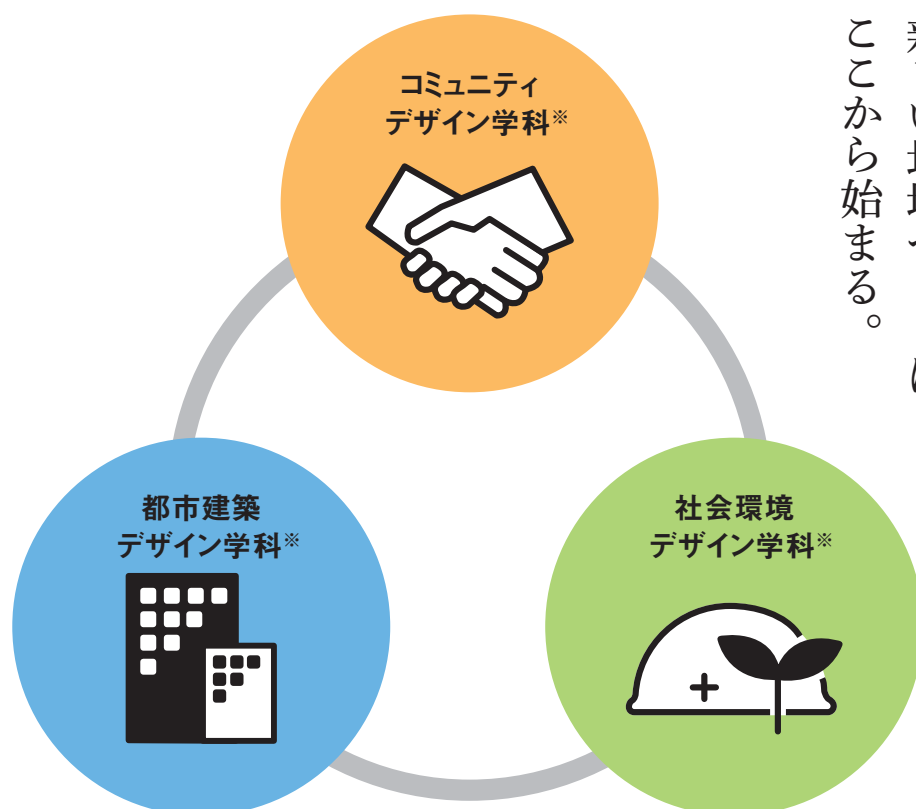 ここから始まる。
コミュニティ
デザイン学科※
都市建築
デザイン学科※
社会環境
デザイン学科※